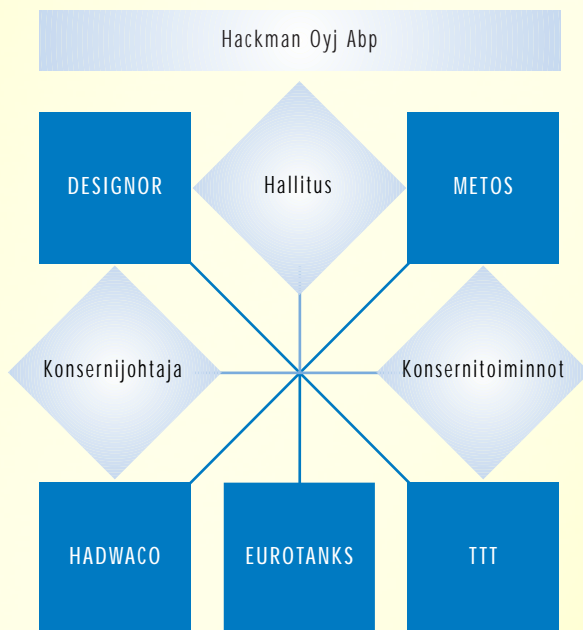 Hackman Oyj Abp
DESIGNOR
Hallitus
METOS
Konsernijohtaja
Konsernitoiminnot
HADWACO
EUROTANKS
TTT